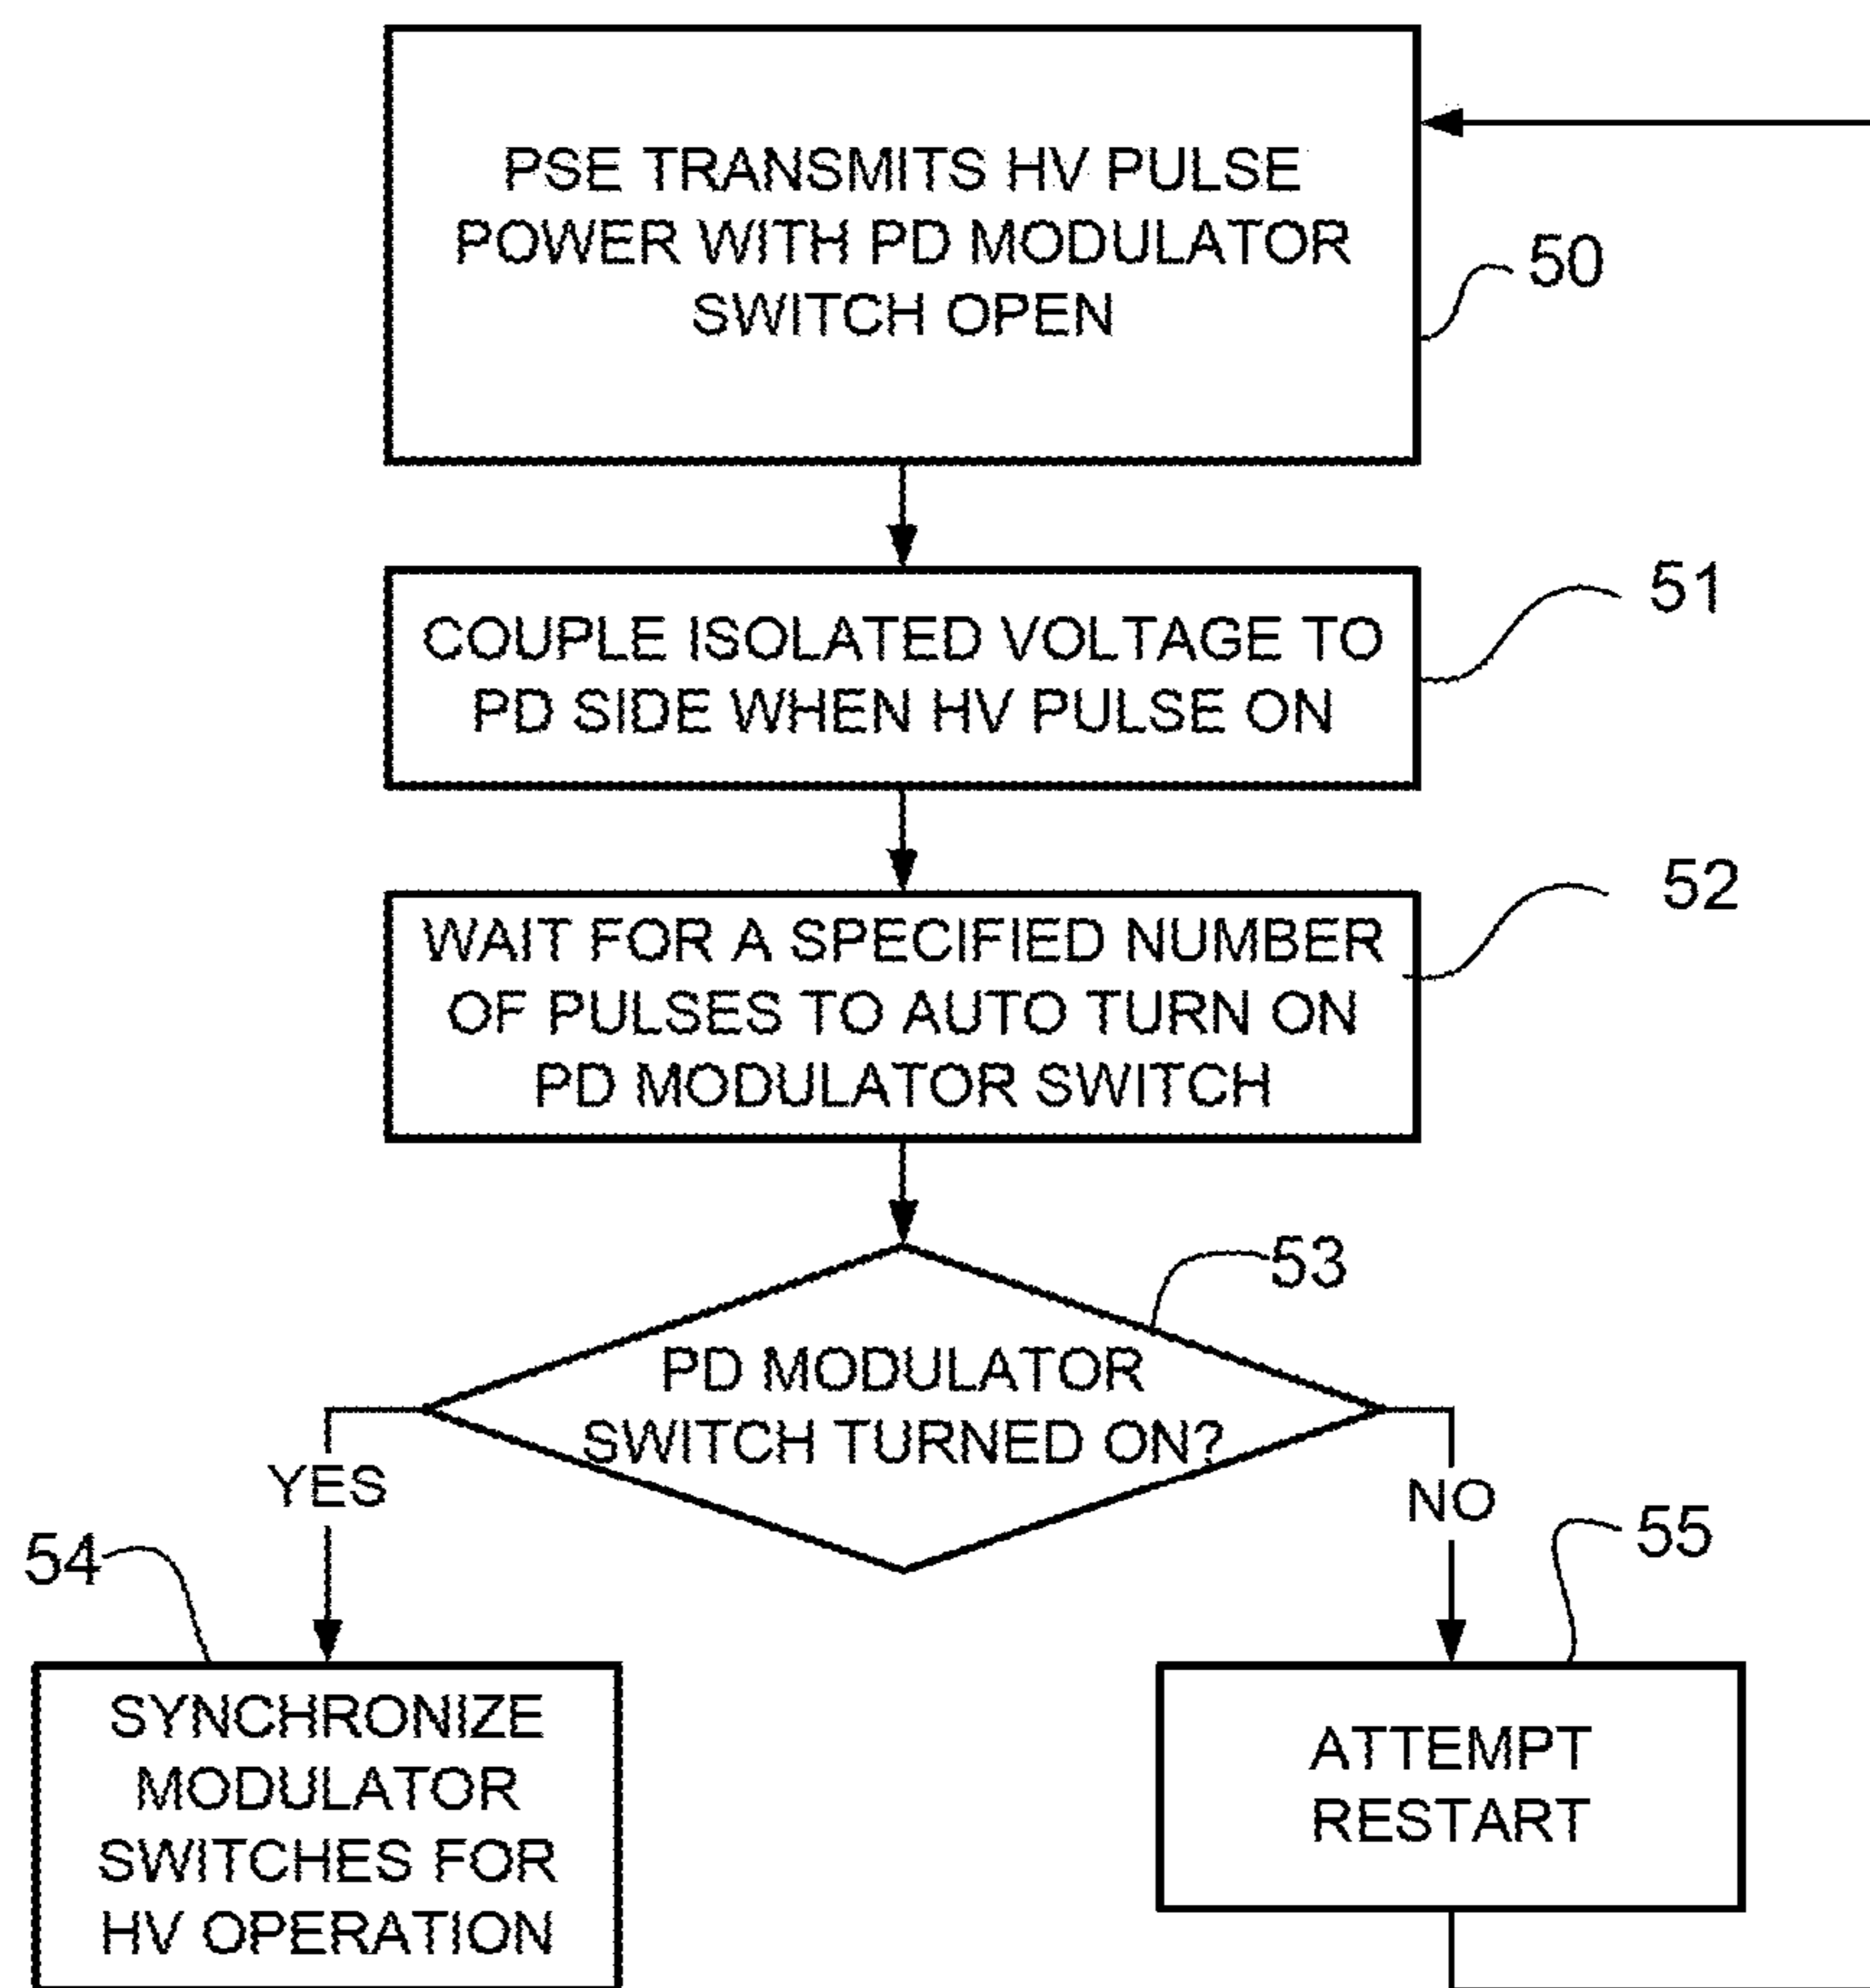 PSE TRANSMITS HV PULSE
POWER WITH PD MODULATOR
SWITCH OPEN
50
COUPLE ISOLATED VOLTAGE TO
PD SIDE WHEN HV PULSE ON
51
WAIT FOR A SPECIFIED NUMBER
OF PULSES TO AUTO TURN ON
PD MODULATOR SWITCH
52
PD MODULATOR
SWITCH TURNED ON?
53
YES
NO
54
SYNCHRONIZE
MODULATOR
SWITCHES FOR
HV OPERATION
55
ATTEMPT
RESTART